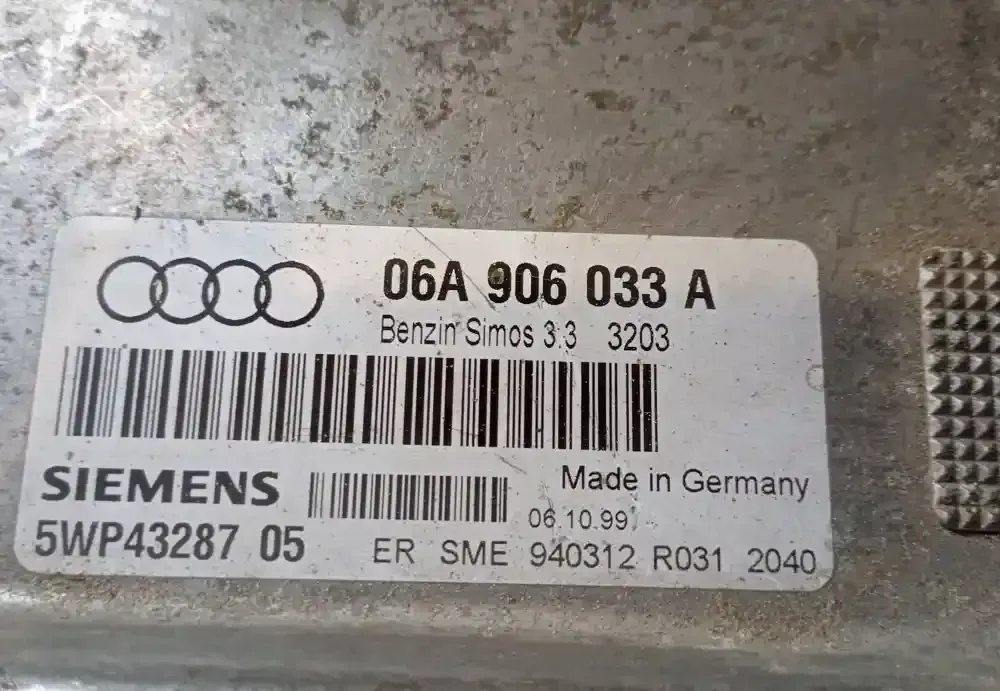 06A 906 033 A
Benzin Simos 3.3 3203
SIEMENS
Made in Germany
06.10.99
5WP43287 05
ER SME 940312 R031 2040